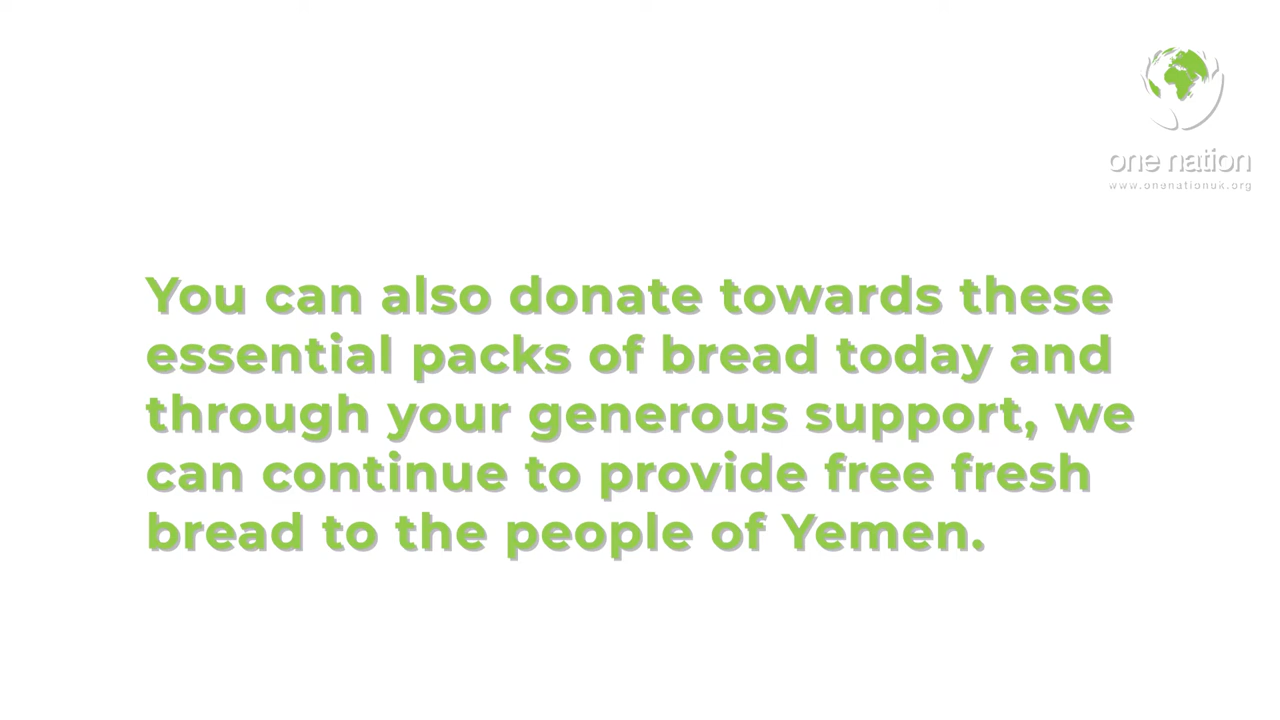 one nation
www.onenationuk.org
You can also donate towards these
essential packs of bread today and
through your generous support, we
can continue to provide free fresh
bread to the people of Yemen.